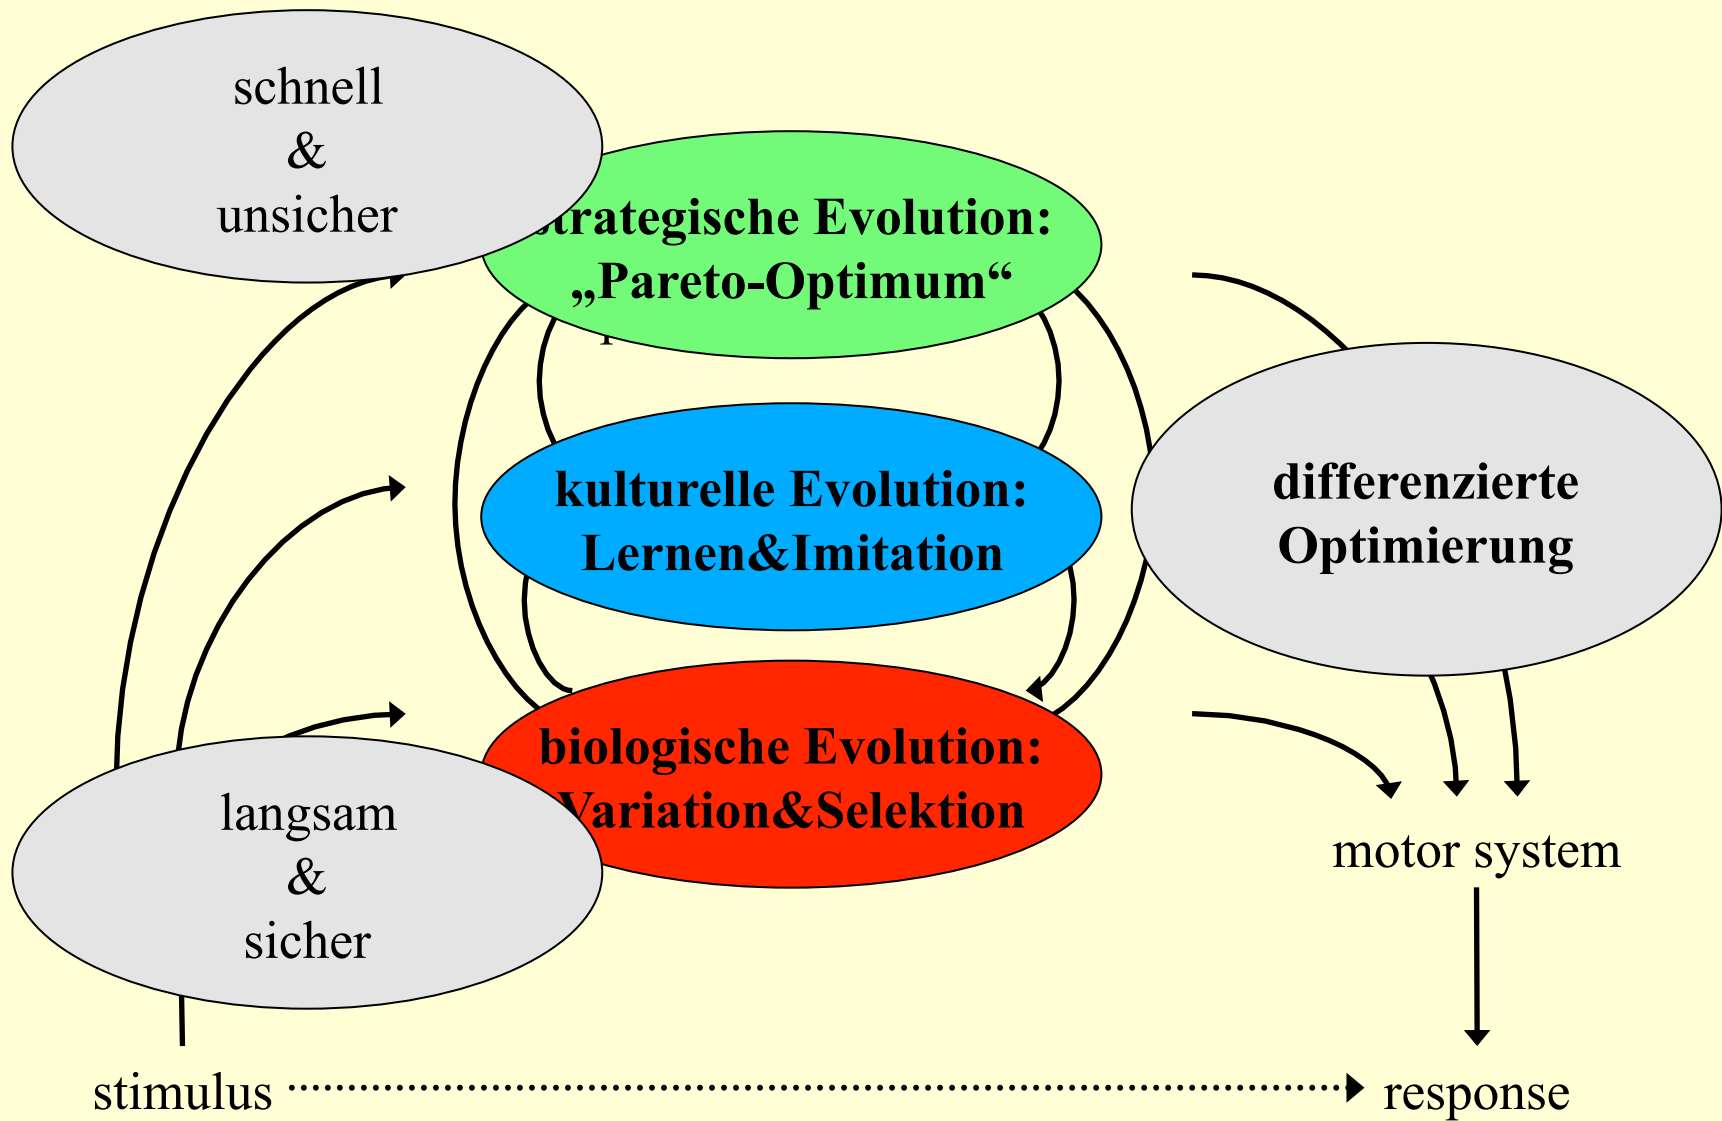 schnell
&
unsicher
strategische Evolution:
„Pareto-Optimum“
kulturelle Evolution:
Lernen&Imitation
differenzierte
Optimierung
biologische Evolution:
Variation&Selektion
langsam
&
sicher
motor system
stimulus
response